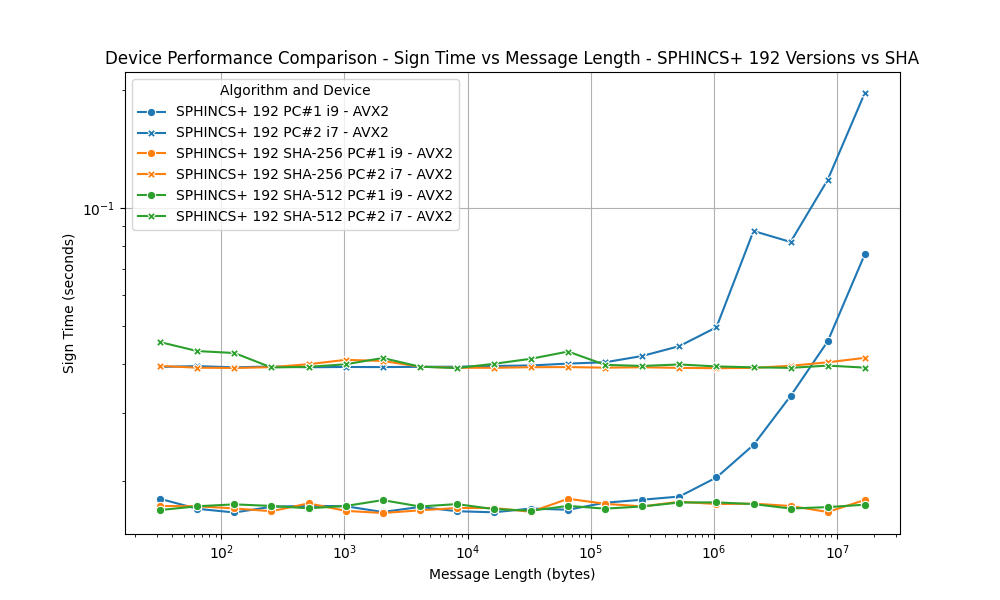 Device Performance Comparison - Sign Time vs Message Length - SPHINCS+ 192 Versions vs SHA
Algorithm and Device
SPHINCS+ 192 PC#1 i9 - AVX2
SPHINCS+ 192 PC#2 i7 - AVX2
SPHINCS+ 192 SHA-256 PC#1 i9 - AVX2
SPHINCS+ 192 SHA-256 PC#2 i7 - AVX2
SPHINCS+ 192 SHA-512 PC#1 i9 - AVX2
SPHINCS+ 192 SHA-512 PC#2 i7 - AVX2
10⁻¹
Sign Time (seconds)
10² 10³ 10⁴ 10⁵ 10⁶ 10⁷
Message Length (bytes)